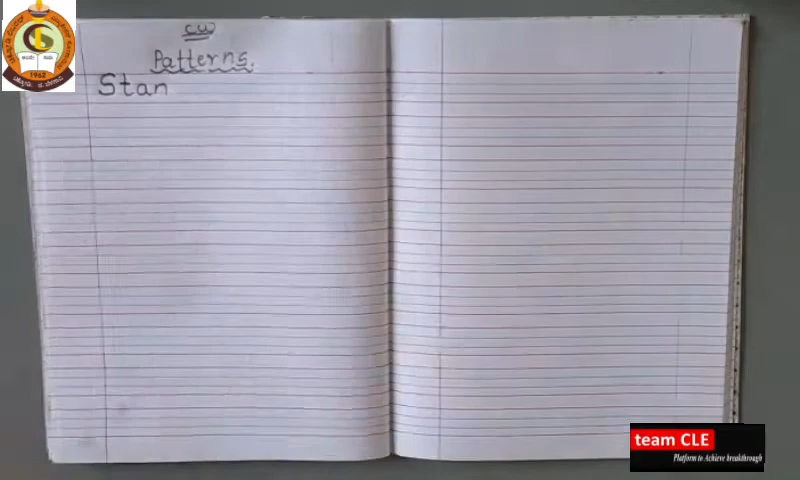 CW
Patterns.
Stan
1962
team CLE
Platform to Achieve breakthrough